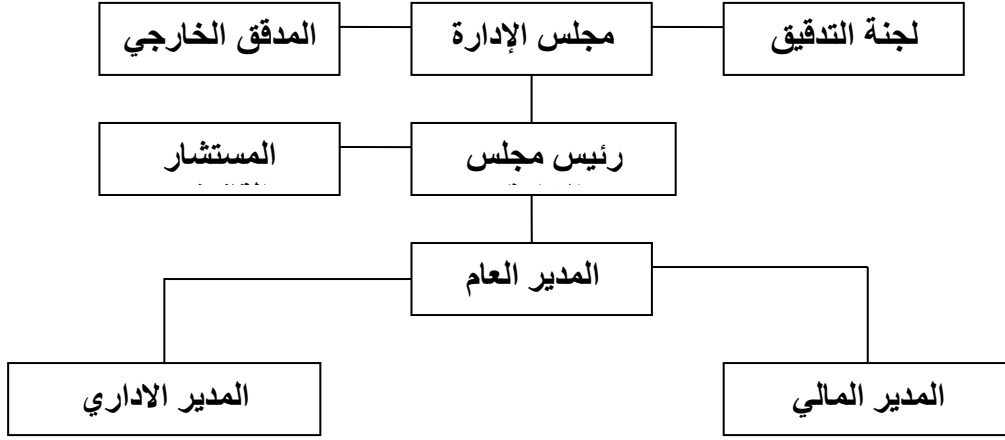 لجنة التدقيق
مجلس الإدارة
المدقق الخارجي
رئيس مجلس
المستشار
المدير العام
المدير المالي
المدير الاداري